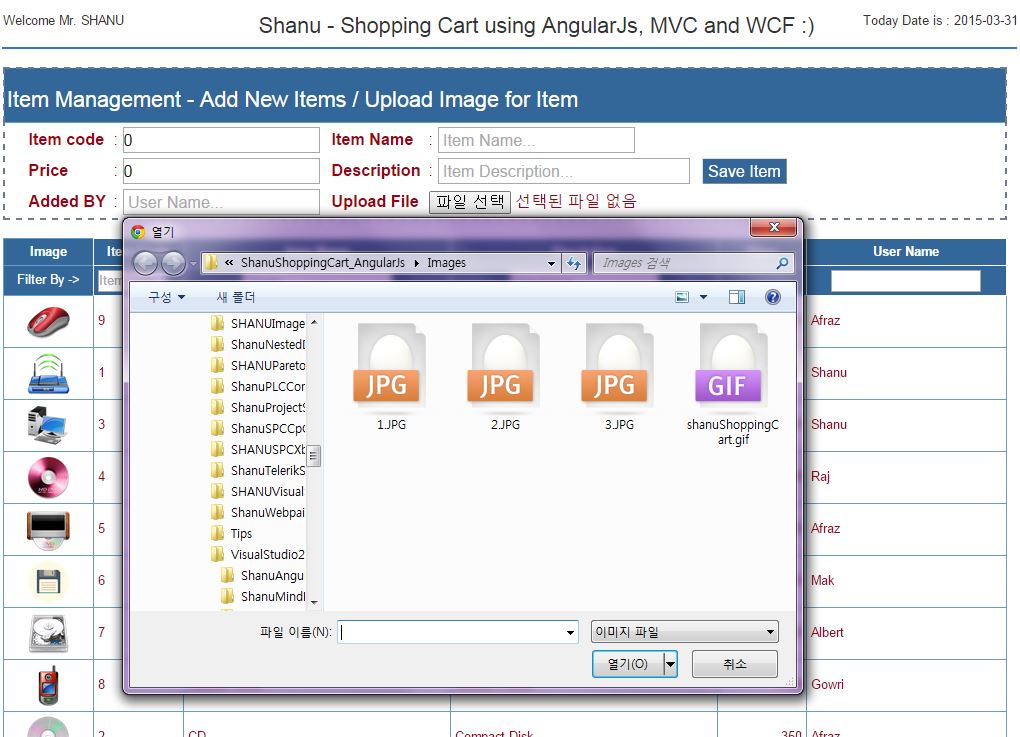 Welcome Mr. SHANU
Shanu - Shopping Cart using AngularJs, MVC and WCF :)
Today Date is : 2015-03-31
Item Management - Add New Items / Upload Image for Item
Item code : 0 Item Name : Item Name...
Price : 0 Description : Item Description... Save Item
Added BY : User Name... Upload File 파일 선택 선택된 파일 없음
열기
« ShanuShoppingCart_AngularJs Images Images 검색
구성 새 폴더
Image Ite User Name
Filter By -> Item
SHANUImage
ShanuNestedD
SHANUPareto
ShanuPLCCor
ShanuProjectS
ShanuSPCCpC
SHANUSPCXb
ShanuTelerikS
SHANUVisual
ShanuWebpai
Tips
VisualStudio2
ShanuAngu
ShanuMindI
JPG
JPG
JPG
GIF
1.JPG
2.JPG
3.JPG
shanuShoppingC
art.gif
파일 이름(N): 이미지 파일
열기(O) 취소
9 Afraz
1 Shanu
3 Shanu
4 Raj
5 Afraz
6 Mak
7 Albert
8 Gowri
2 CD Compact Disk 350 Afraz